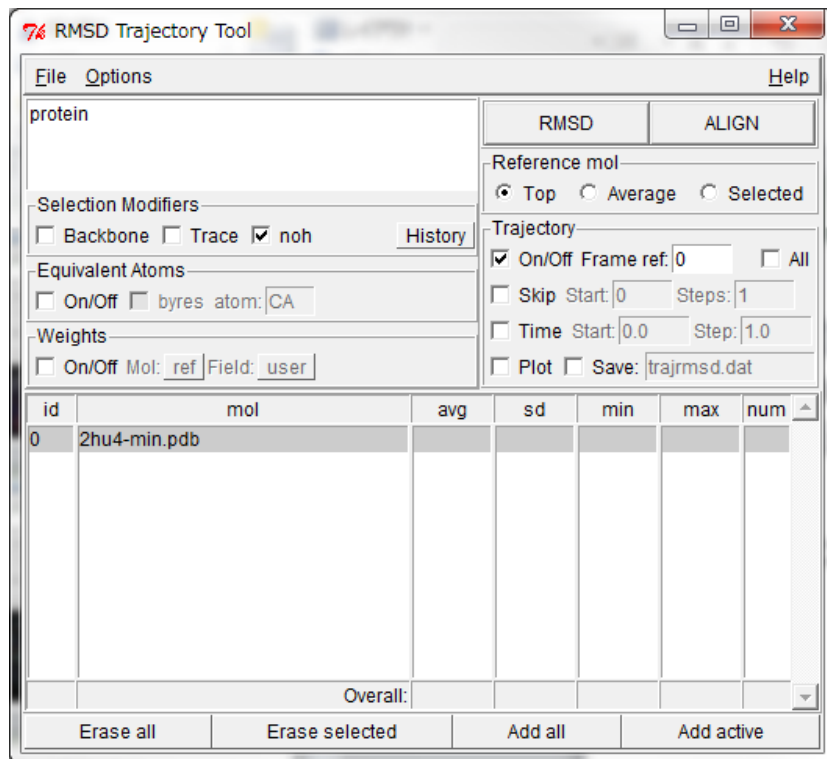 RMSD Trajectory Tool
File Options Help
protein
RMSD ALIGN
Reference mol
Top Average Selected
Selection Modifiers
Backbone Trace noh History
Trajectory
On/Off Frame ref: 0 All
Equivalent Atoms
On/Off byres atom: CA
Skip Start: 0 Steps: 1
Weights
Time Start: 0.0 Step: 1.0
On/Off Mol: ref Field: user
Plot Save: trajrmsd.dat
id mol avg sd min max num
0 2hu4-min.pdb
Overall:
Erase all Erase selected Add all Add active